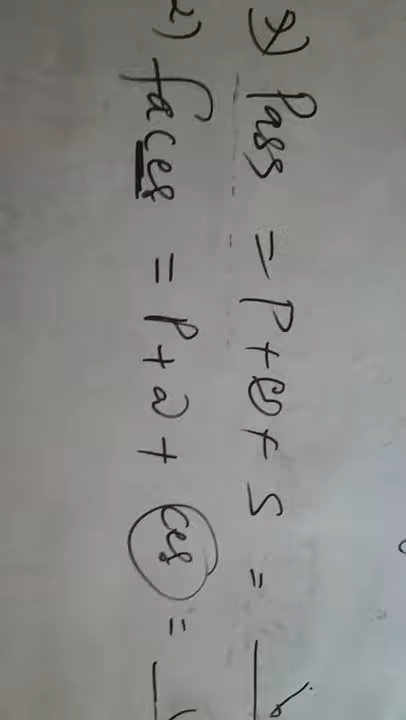 Pass = P + + S =
2) faces = P + a + ces =